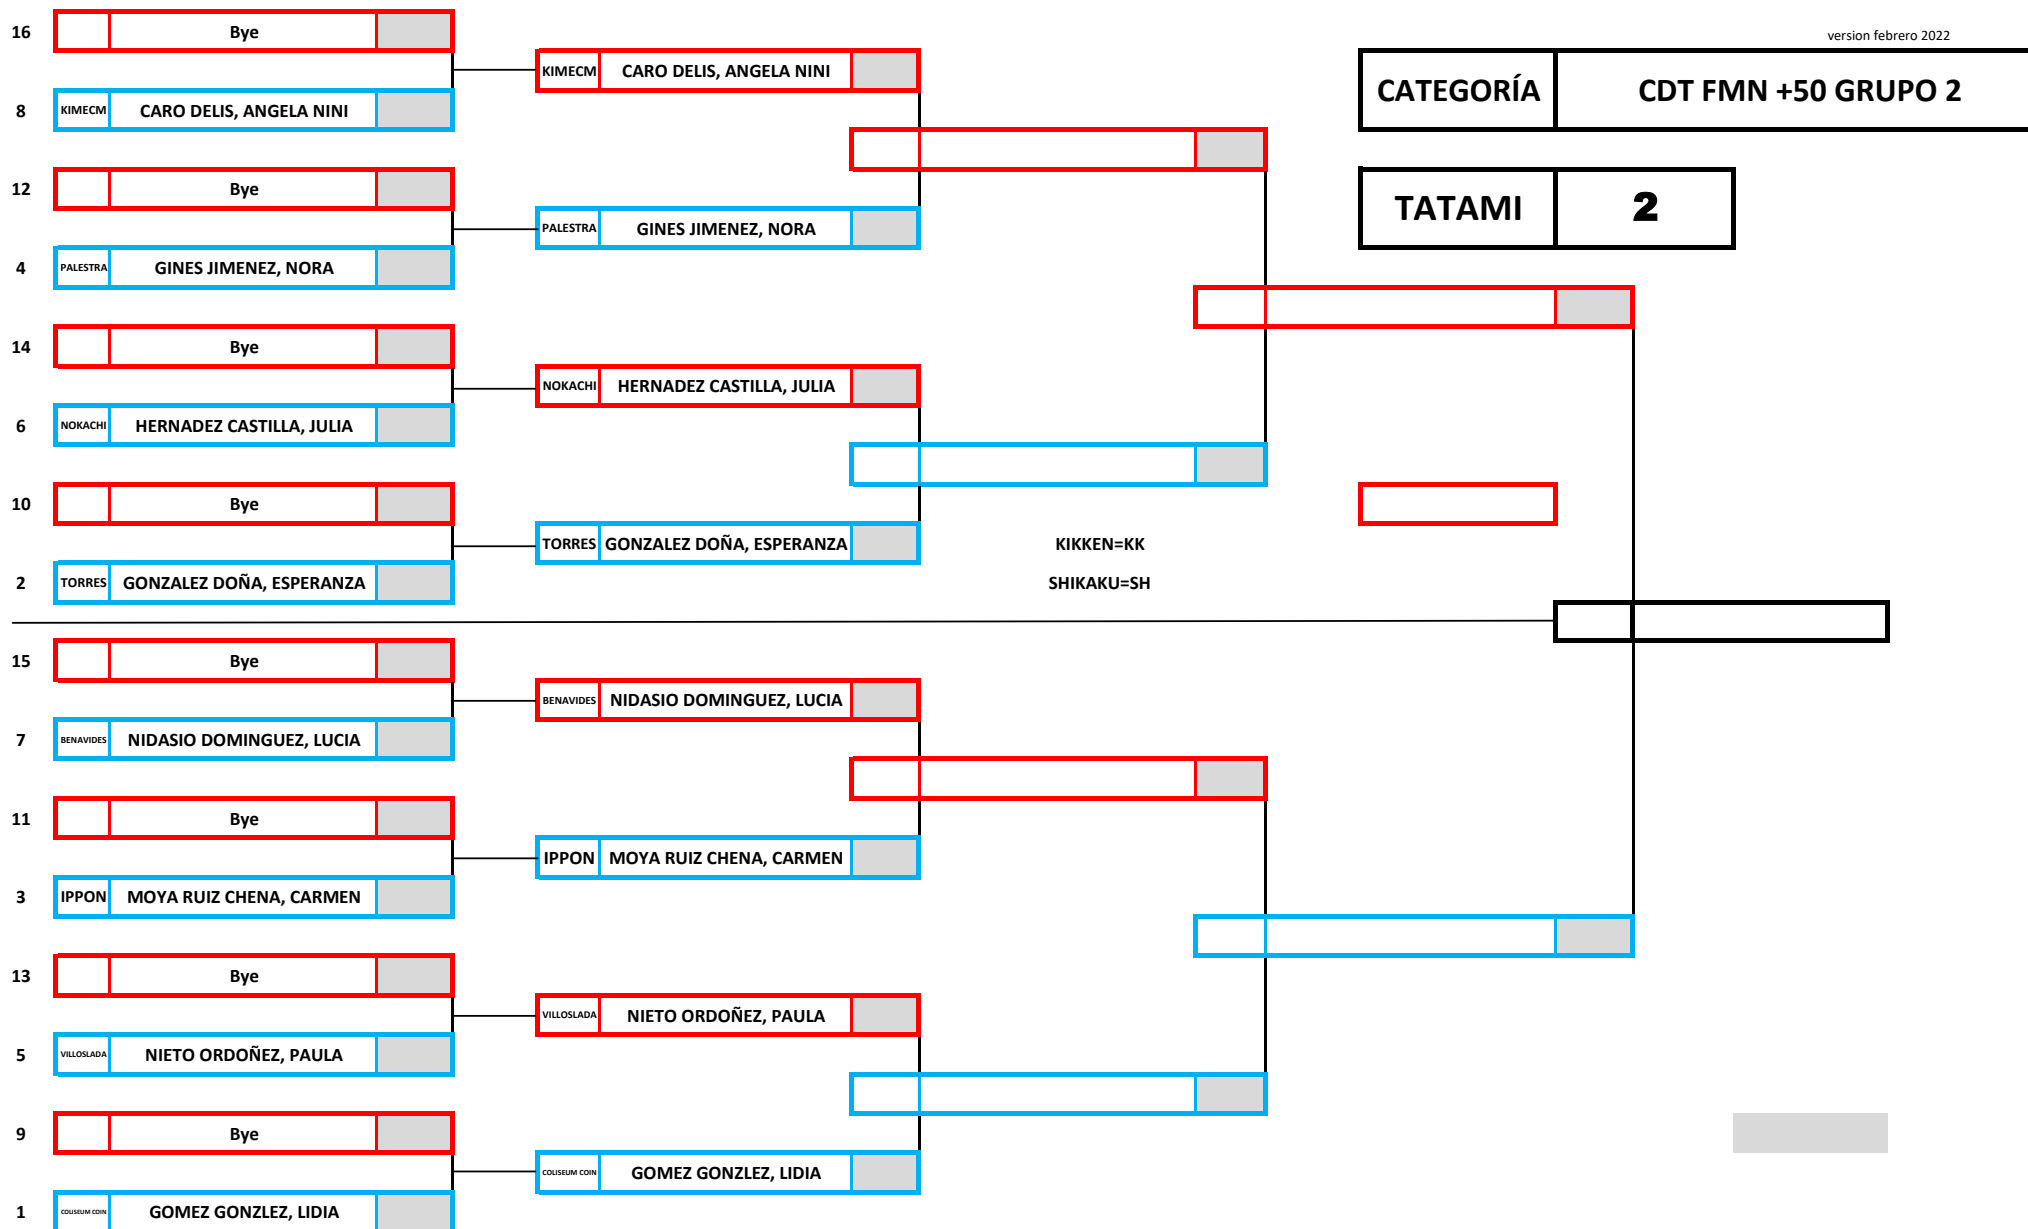 version febrero 2022
CATEGORÍA CDT FMN +50 GRUPO 2
TATAMI 2
16 Bye
KIMECM CARO DELIS, ANGELA NINI
8 KIMECM CARO DELIS, ANGELA NINI
12 Bye
PALESTRA GINES JIMENEZ, NORA
4 PALESTRA GINES JIMENEZ, NORA
14 Bye
NOKACHI HERNADEZ CASTILLA, JULIA
6 NOKACHI HERNADEZ CASTILLA, JULIA
10 Bye
TORRES GONZALEZ DOÑA, ESPERANZA
KIKKEN=KK
2 TORRES GONZALEZ DOÑA, ESPERANZA
SHIKAKU=SH
15 Bye
BENAVIDES NIDASIO DOMINGUEZ, LUCIA
7 BENAVIDES NIDASIO DOMINGUEZ, LUCIA
11 Bye
IPPON MOYA RUIZ CHENA, CARMEN
3 IPPON MOYA RUIZ CHENA, CARMEN
13 Bye
VILLOSLADA NIETO ORDOÑEZ, PAULA
5 VILLOSLADA NIETO ORDOÑEZ, PAULA
9 Bye
COLISEUM COIN GOMEZ GONZLEZ, LIDIA
1 COLISEUM COIN GOMEZ GONZLEZ, LIDIA